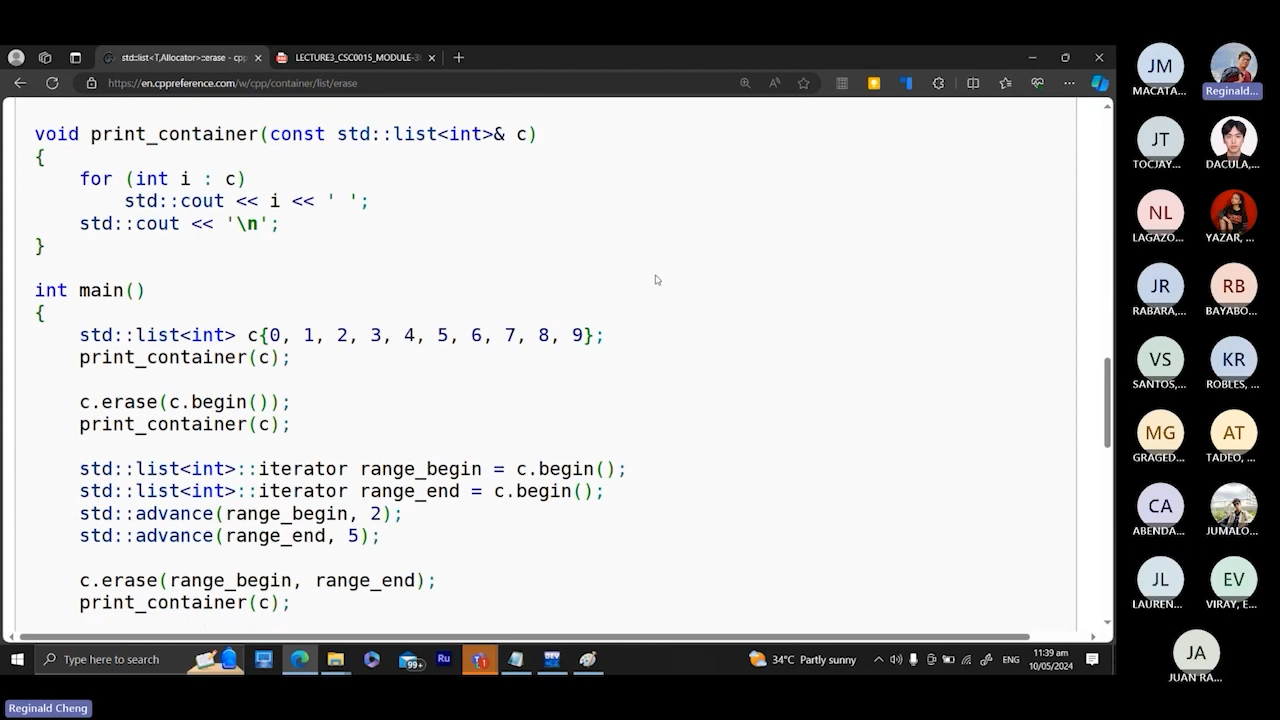 std::list<T,Allocator>::erase - cpp
LECTURE3_CSC0015_MODULE-3
https://en.cppreference.com/w/cpp/container/list/erase
void print_container(const std::list<int>& c)
{
for (int i : c)
std::cout << i << ' ';
std::cout << '\n';
}
int main()
{
std::list<int> c{0, 1, 2, 3, 4, 5, 6, 7, 8, 9};
print_container(c);
c.erase(c.begin());
print_container(c);
std::list<int>::iterator range_begin = c.begin();
std::list<int>::iterator range_end = c.begin();
std::advance(range_begin, 2);
std::advance(range_end, 5);
c.erase(range_begin, range_end);
print_container(c);
Type here to search
99+
Ru
1
DEV
34°C Partly sunny
ENG
11:39 am
10/05/2024
JM
MACATA...
Reginald...
JT
TOCJAY...
DACULA,...
NL
LAGAZO...
YAZAR, ...
JR
RABARA,...
RB
BAYABO...
VS
SANTOS,...
KR
ROBLES, ...
MG
GRAGED...
AT
TADEO, ...
CA
ABENDA...
JUMALO...
JL
LAUREN...
EV
VIRAY, E...
JA
JUAN RA...
Reginald Cheng